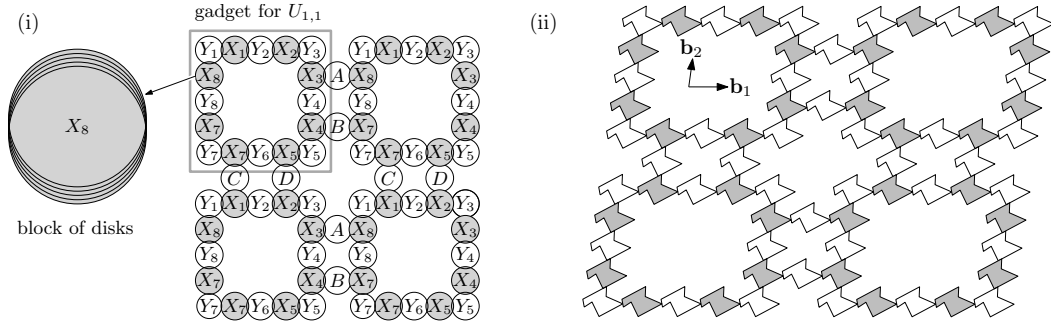 (i)
gadget for U1,1
(ii)
Y1 X1 Y2 X2 Y3 Y1 X1 Y2 X2 Y3
X8 X3 A X8 X3
Y8 Y4 Y8 Y4
X7 X4 B X7 X4
Y7 X7 Y6 X5 Y5 Y7 X7 Y6 X5 Y5
C D C D
Y1 X1 Y2 X2 Y3 Y1 X1 Y2 X2 Y3
X8 X3 A X8 X3
Y8 Y4 Y8 Y4
X7 X4 B X7 X4
Y7 X7 Y6 X5 Y5 Y7 X7 Y6 X5 Y5
X8
block of disks
b2
b1